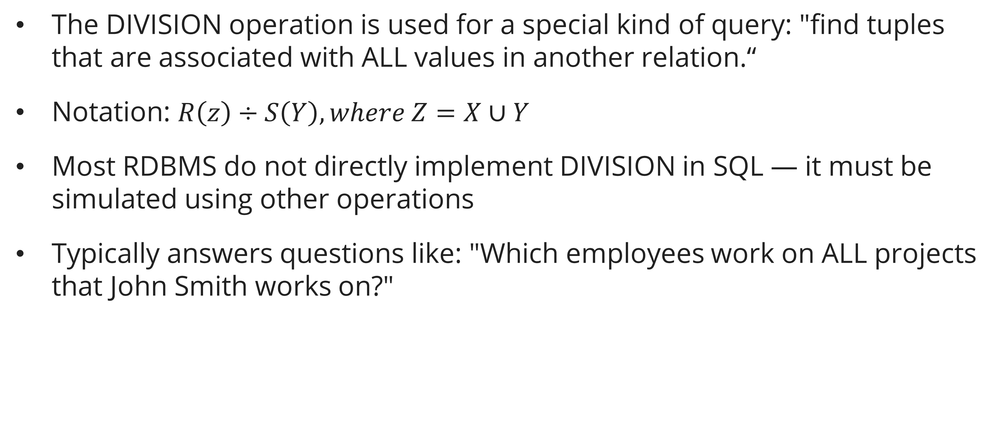 • The DIVISION operation is used for a special kind of query: "find tuples
that are associated with ALL values in another relation.“
• Notation: R(z) ÷ S(Y), where Z = X ∪ Y
• Most RDBMS do not directly implement DIVISION in SQL — it must be
simulated using other operations
• Typically answers questions like: "Which employees work on ALL projects
that John Smith works on?"